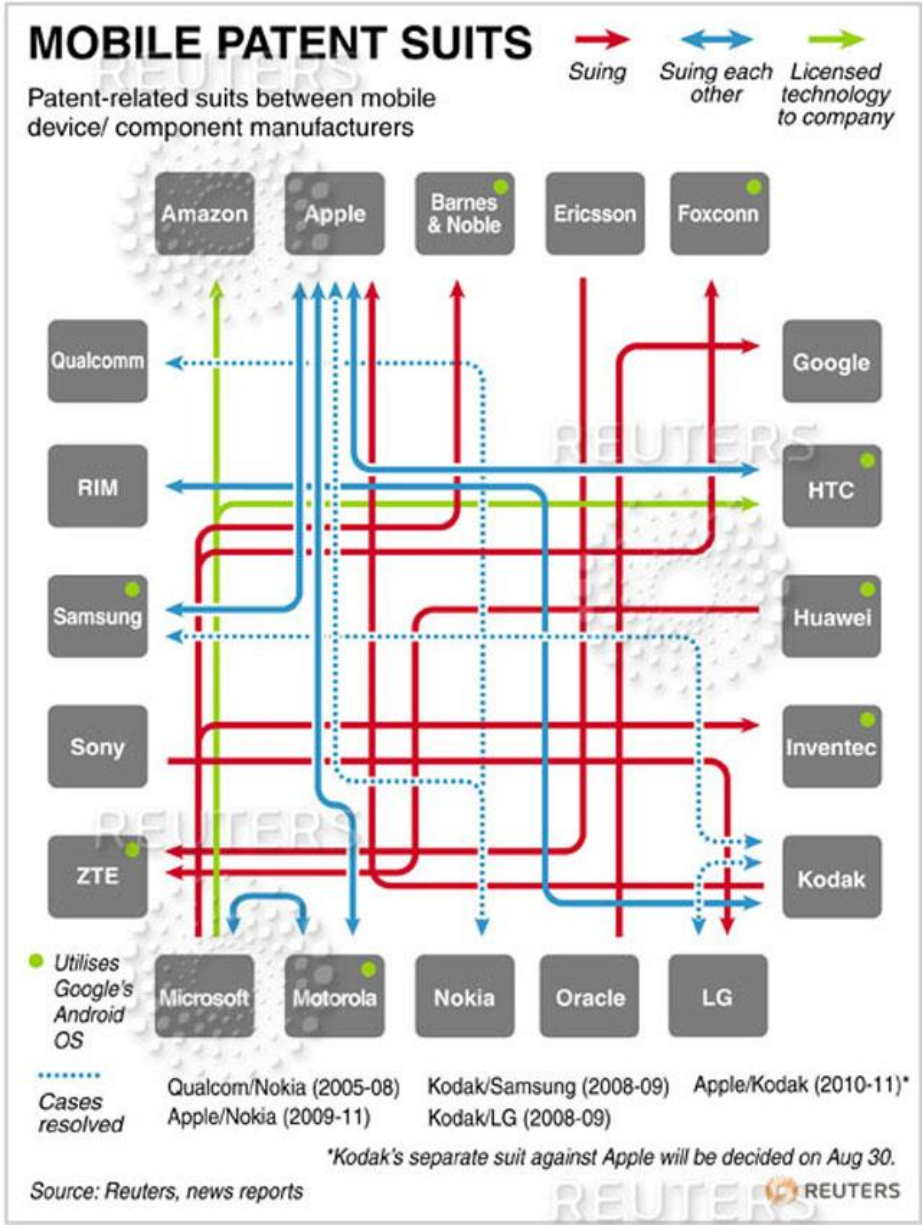 MOBILE PATENT SUITS
Patent-related suits between mobile
device/ component manufacturers
Suing
Suing each
other
Licensed
technology
to company
REUTERS
Amazon
Apple
Barnes
& Noble
Ericsson
Foxconn
Qualcomm
Google
REUTERS
RIM
HTC
Samsung
Huawei
Sony
Inventec
REUTERS
ZTE
Kodak
Utilises
Google's
Android
OS
Microsoft
Motorola
Nokia
Oracle
LG
Cases
resolved
Qualcom/Nokia (2005-08)
Apple/Nokia (2009-11)
Kodak/Samsung (2008-09)
Kodak/LG (2008-09)
Apple/Kodak (2010-11)*
*Kodak's separate suit against Apple will be decided on Aug 30.
Source: Reuters, news reports
REUTERS
REUTERS